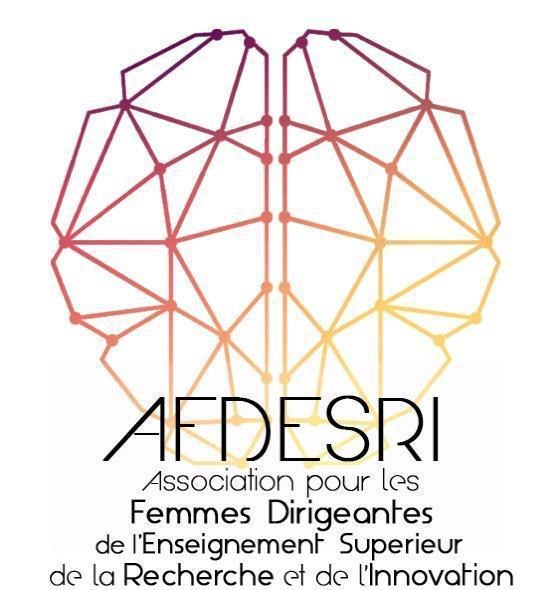 AFDESRI
Association pour les
Femmes Dirigeantes
de l'Enseignement Superieur
de la Recherche et de l'Innovation